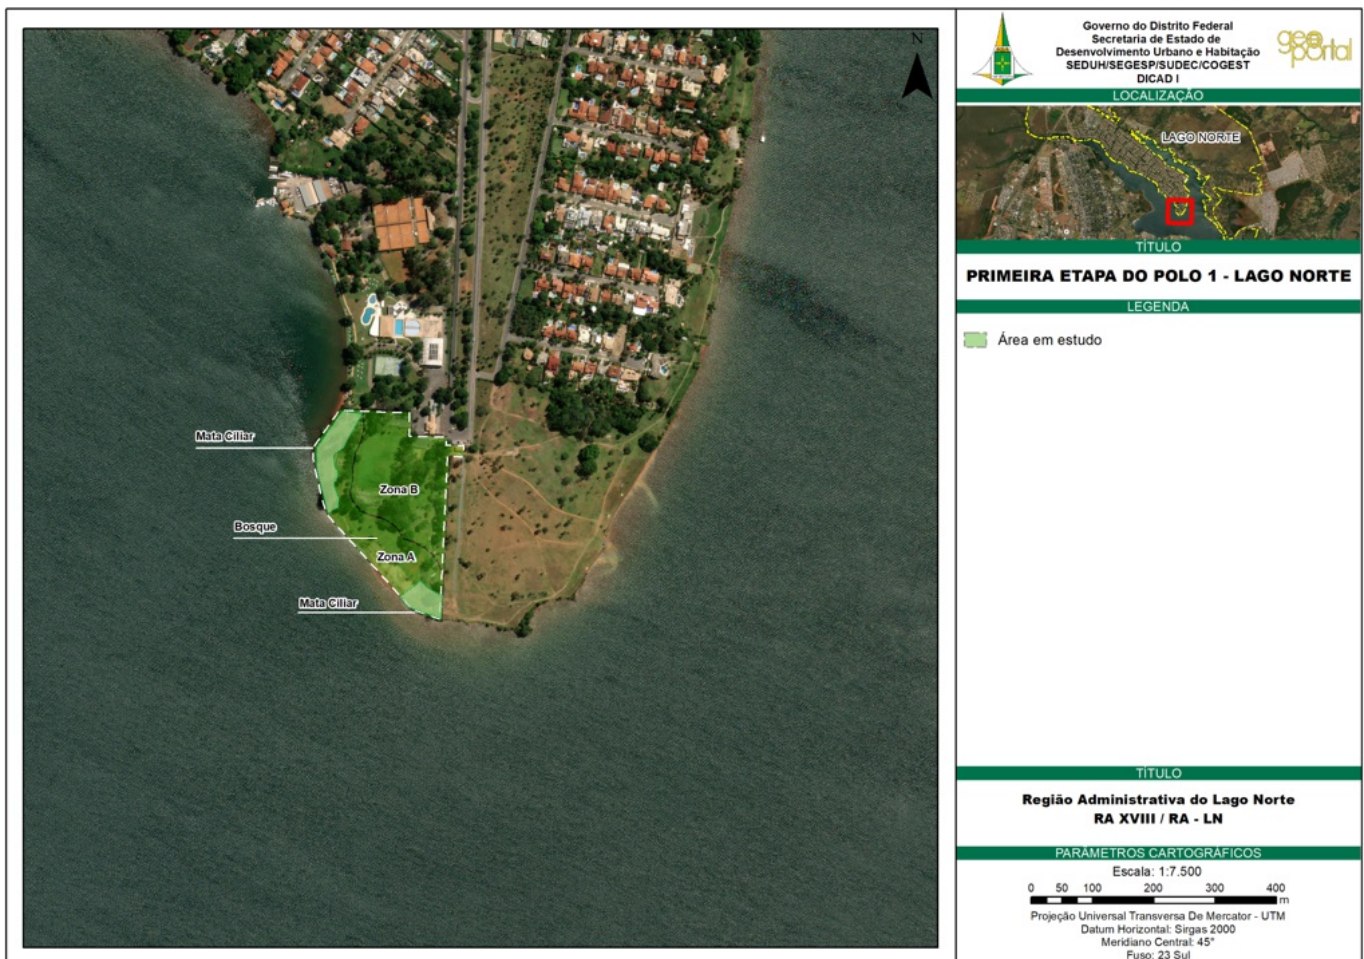 N
Mata Ciliar
Zona B
Bosque
Zona A
Mata Ciliar
Governo do Distrito Federal
Secretaria de Estado de
Desenvolvimento Urbano e Habitação
SEDUH/SEGESP/SUDEC/COGEST
DICAD I
geo
portal
LOCALIZAÇÃO
LAGO NORTE
TÍTULO
PRIMEIRA ETAPA DO POLO 1 - LAGO NORTE
LEGENDA
Área em estudo
TÍTULO
Região Administrativa do Lago Norte
RA XVIII / RA - LN
PARÂMETROS CARTOGRÁFICOS
Escala: 1:7.500
0 50 100 200 300 400
m
Projeção Universal Transversa De Mercator - UTM
Datum Horizontal: Sirgas 2000
Meridiano Central: 45°
Fuso: 23 Sul